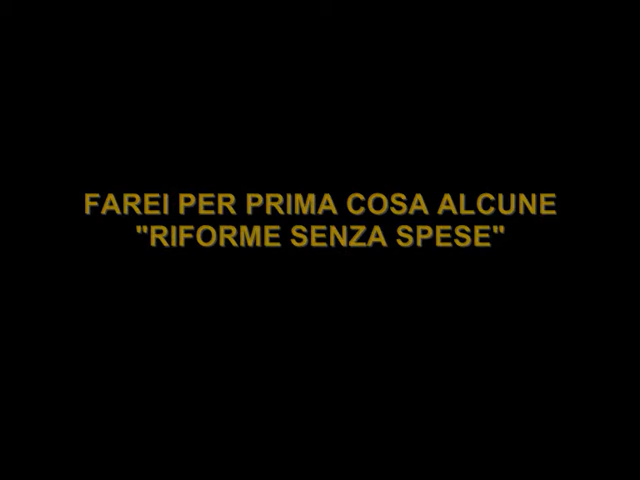 FAREI PER PRIMA COSA ALCUNE
"RIFORME SENZA SPESE"